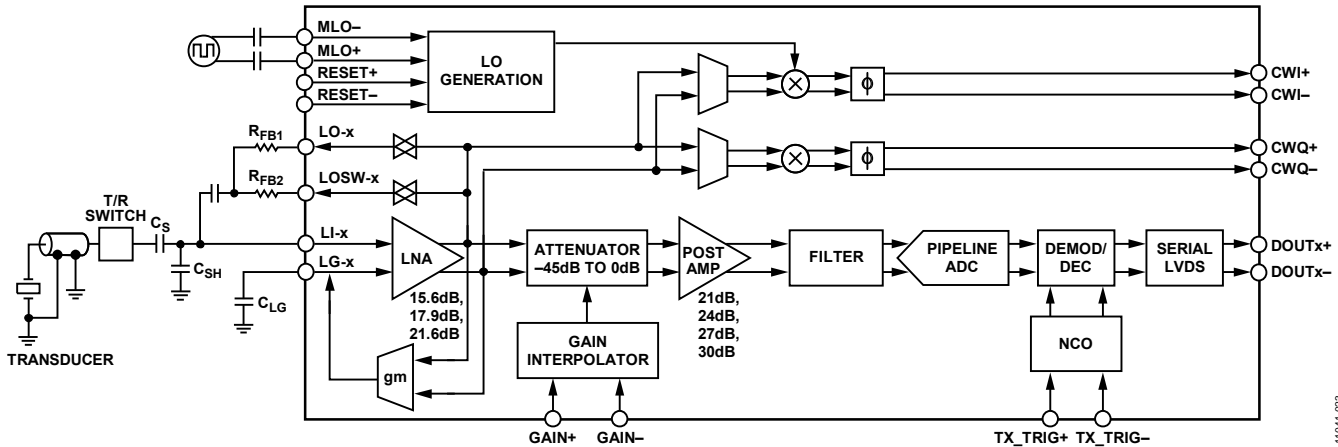 MLO–
MLO+
RESET+
RESET–
LO
GENERATION
ϕ
CWI+
CWI–
RFB1
LO-x
RFB2
LOSW-x
ϕ
CWQ+
CWQ–
T/R
SWITCH
CS
CSH
LI-x
LG-x
CLG
LNA
15.6dB,
17.9dB,
21.6dB
ATTENUATOR
–45dB TO 0dB
POST
AMP
21dB,
24dB,
27dB,
30dB
FILTER
PIPELINE
ADC
DEMOD/
DEC
SERIAL
LVDS
DOUTx+
DOUTx–
TRANSDUCER
gm
GAIN
INTERPOLATOR
NCO
GAIN+
GAIN–
TX_TRIG+
TX_TRIG–